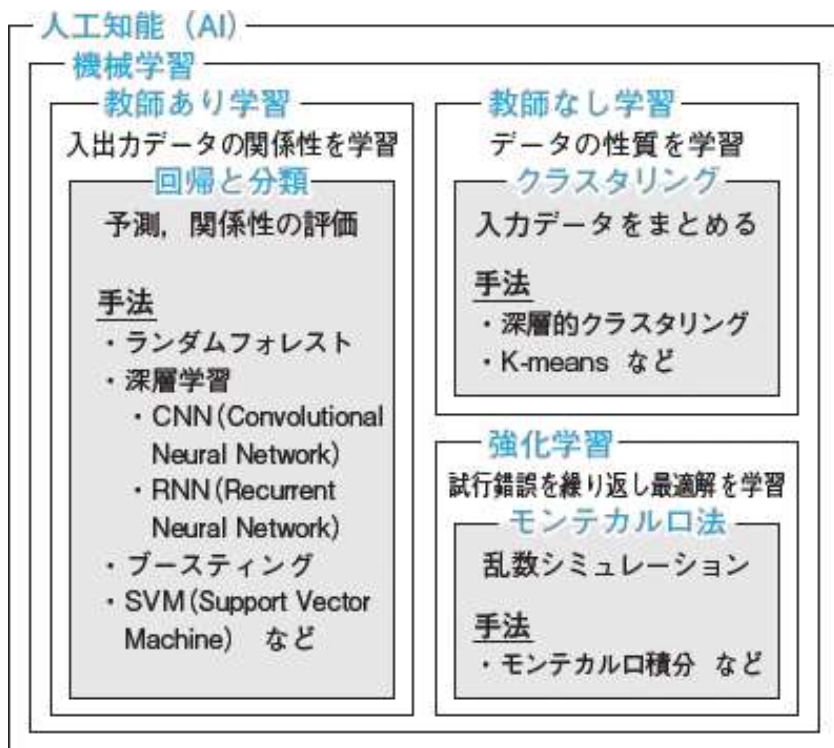 人工知能（AI）
機械学習
教師あり学習
入出力データの関係性を学習
回帰と分類
予測，関係性の評価
手法
・ランダムフォレスト
・深層学習
・CNN(Convolutional
Neural Network)
・RNN(Recurrent
Neural Network)
・ブースティング
・SVM(Support Vector
Machine)　など
教師なし学習
データの性質を学習
クラスタリング
入力データをまとめる
手法
・深層的クラスタリング
・K-means など
強化学習
試行錯誤を繰り返し最適解を学習
モンテカルロ法
乱数シミュレーション
手法
・モンテカルロ積分 など